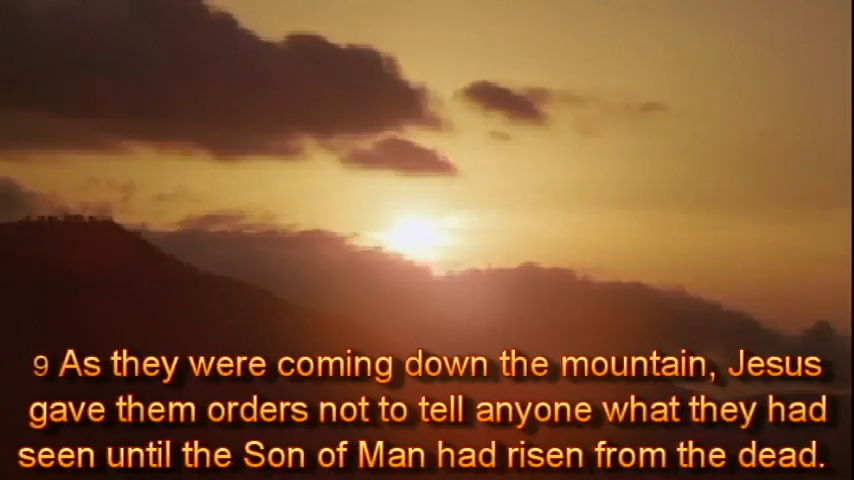 9 As they were coming down the mountain, Jesus
gave them orders not to tell anyone what they had
seen until the Son of Man had risen from the dead.